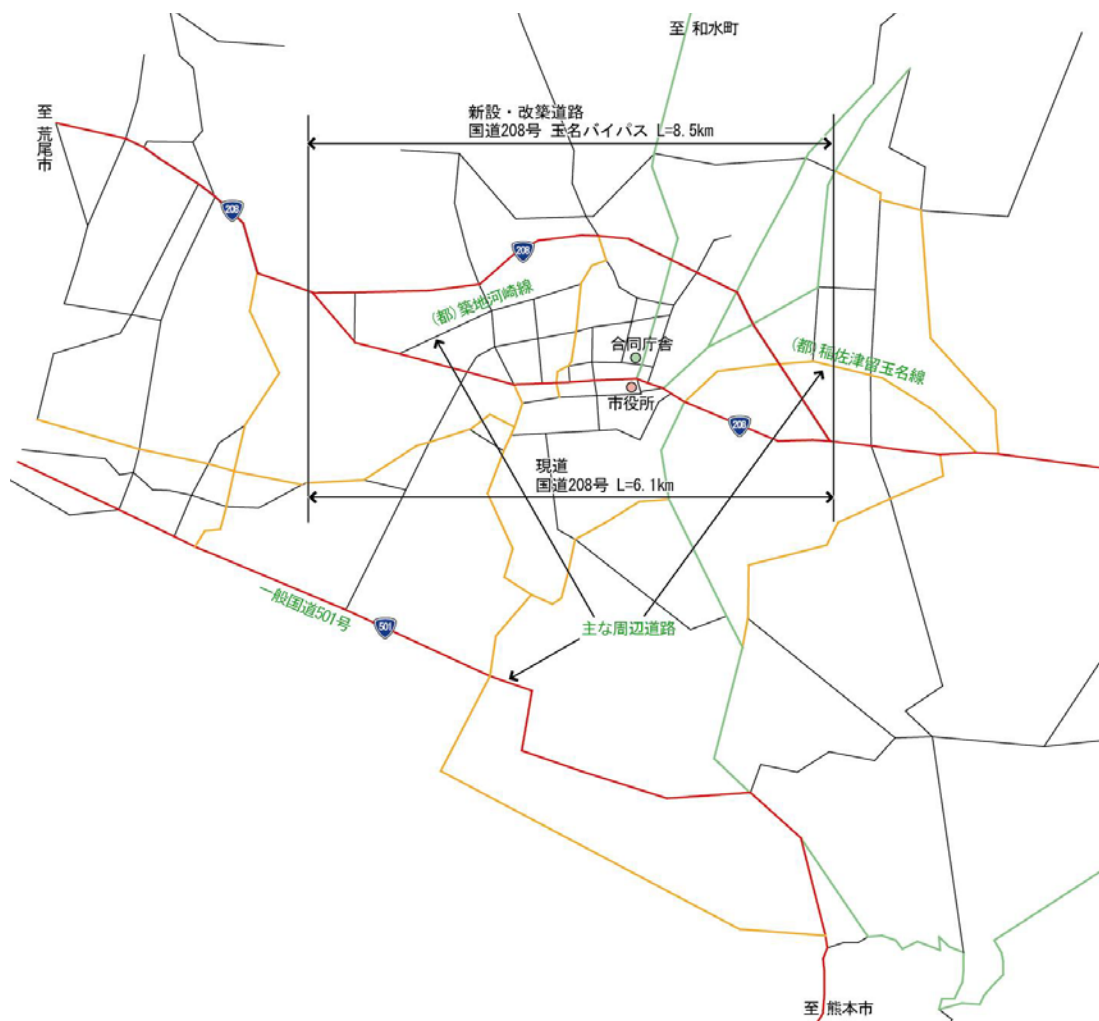 至 和水町
新設・改築道路
国道208号 玉名バイパス L=8.5km
至 荒尾市
208
208
(都)築地河崎線
合同庁舎
(都)稲佐津留玉名線
市役所
208
現道
国道208号 L=6.1km
一般国道501号
501
主な周辺道路
至 熊本市